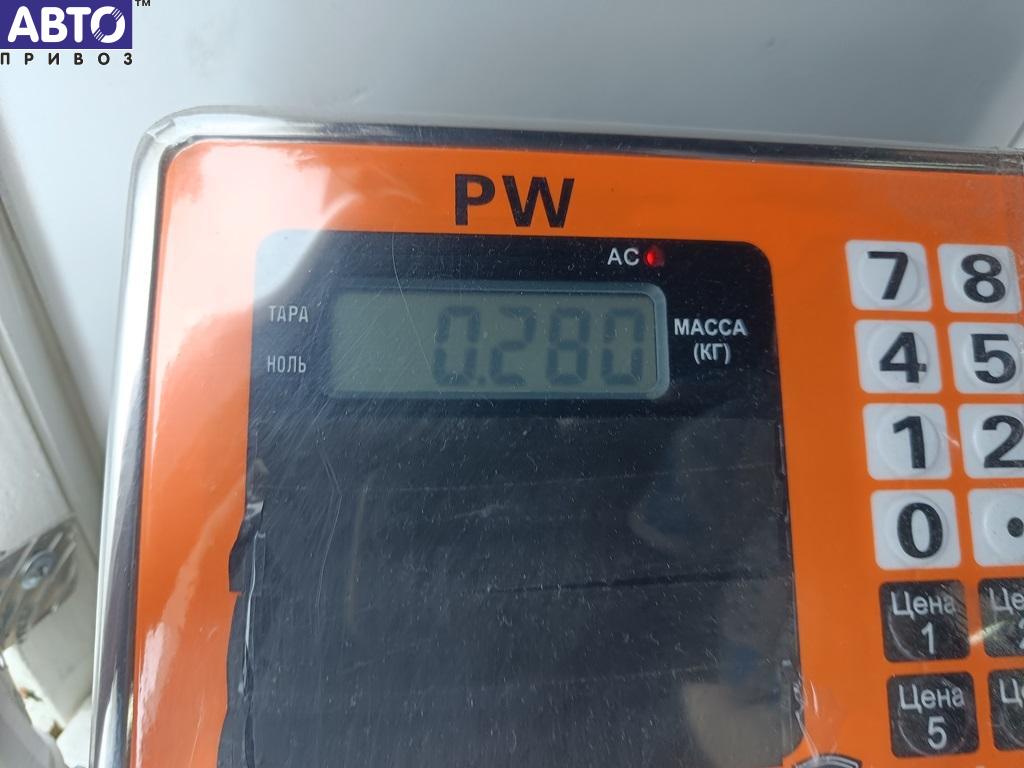 АВТО™
ПРИВОЗ
PW
AC
ТАРА
НОЛЬ
0.280
МАССА
(КГ)
7 8
4 5
1 2
0 .
Цена
1
Цена
5